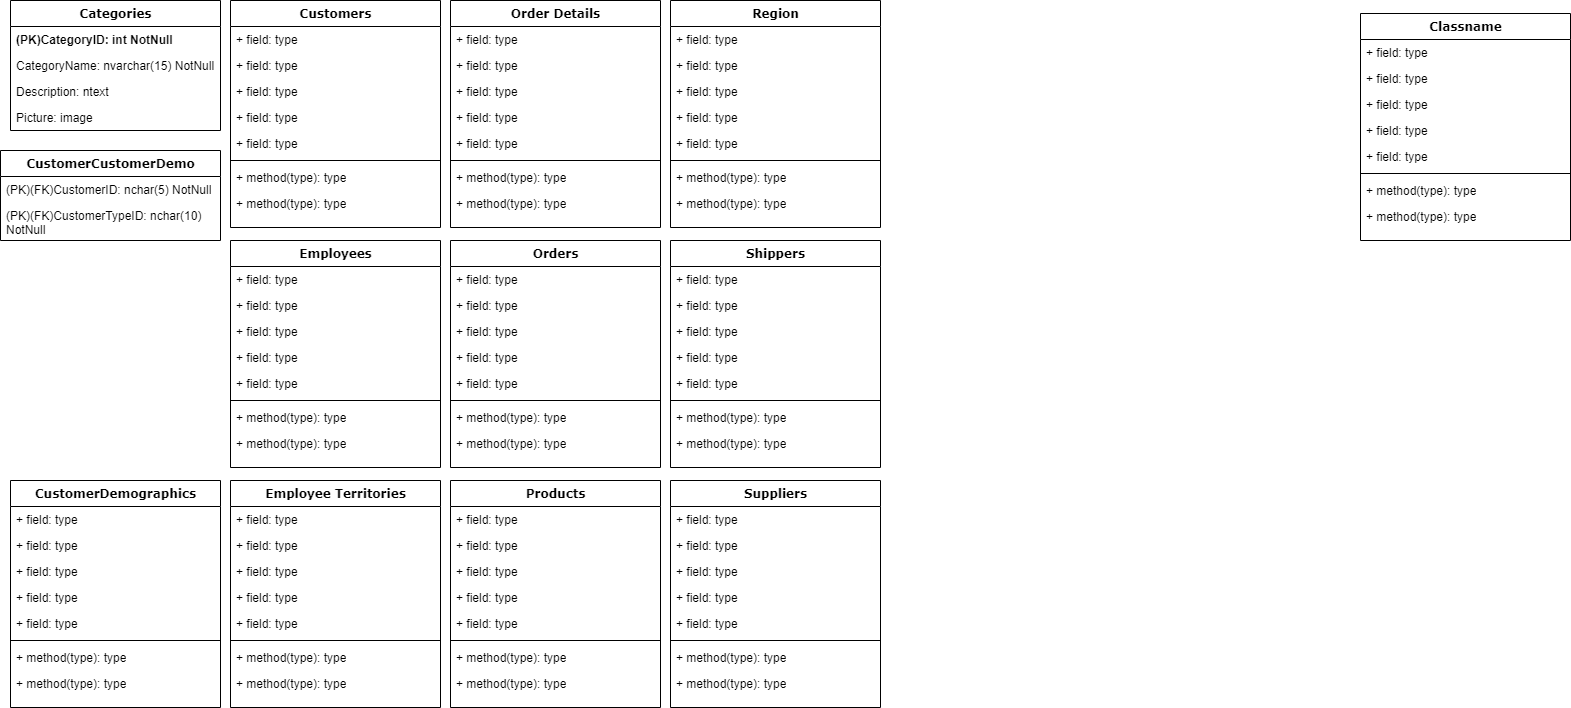 Categories
(PK)CategoryID: int NotNull
CategoryName: nvarchar(15) NotNull
Description: ntext
Picture: image
CustomerCustomerDemo
(PK)(FK)CustomerID: nchar(5) NotNull
(PK)(FK)CustomerTypeID: nchar(10)
NotNull
CustomerDemographics
+ field: type
+ field: type
+ field: type
+ field: type
+ field: type
+ method(type): type
+ method(type): type
Customers
+ field: type
+ field: type
+ field: type
+ field: type
+ field: type
+ method(type): type
+ method(type): type
Employees
+ field: type
+ field: type
+ field: type
+ field: type
+ field: type
+ method(type): type
+ method(type): type
Employee Territories
+ field: type
+ field: type
+ field: type
+ field: type
+ field: type
+ method(type): type
+ method(type): type
Order Details
+ field: type
+ field: type
+ field: type
+ field: type
+ field: type
+ method(type): type
+ method(type): type
Orders
+ field: type
+ field: type
+ field: type
+ field: type
+ field: type
+ method(type): type
+ method(type): type
Products
+ field: type
+ field: type
+ field: type
+ field: type
+ field: type
+ method(type): type
+ method(type): type
Region
+ field: type
+ field: type
+ field: type
+ field: type
+ field: type
+ method(type): type
+ method(type): type
Shippers
+ field: type
+ field: type
+ field: type
+ field: type
+ field: type
+ method(type): type
+ method(type): type
Suppliers
+ field: type
+ field: type
+ field: type
+ field: type
+ field: type
+ method(type): type
+ method(type): type
Classname
+ field: type
+ field: type
+ field: type
+ field: type
+ field: type
+ method(type): type
+ method(type): type